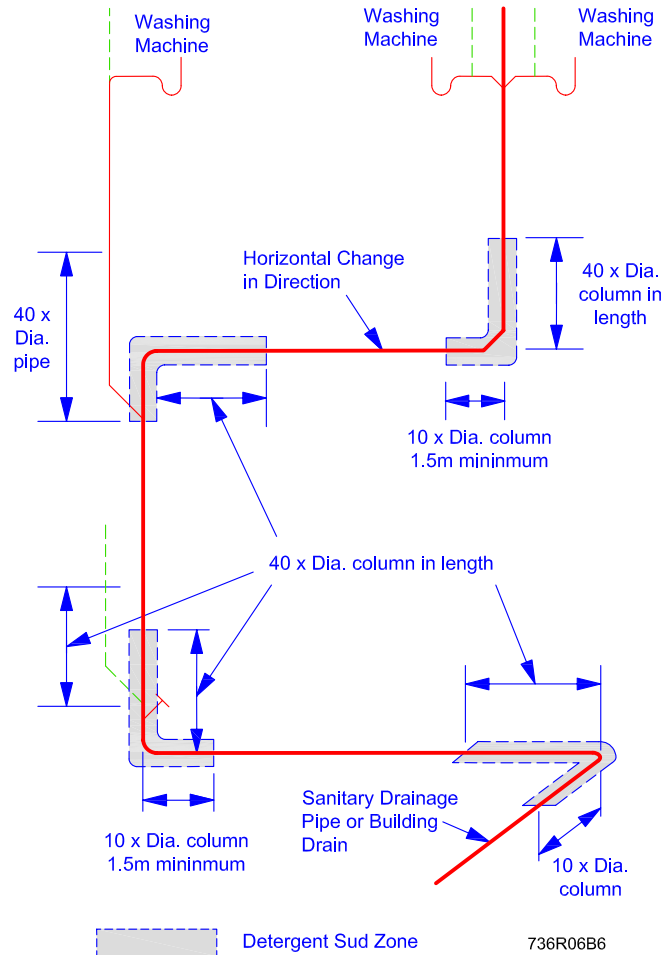 Washing
Machine
Washing
Machine
Washing
Machine
Horizontal Change
in Direction
40 x Dia.
column in
length
40 x
Dia.
pipe
10 x Dia. column
1.5m mininmum
40 x Dia. column in length
Sanitary Drainage
Pipe or Building
Drain
10 x Dia. column
1.5m mininmum
10 x Dia.
column
Detergent Sud Zone
736R06B6